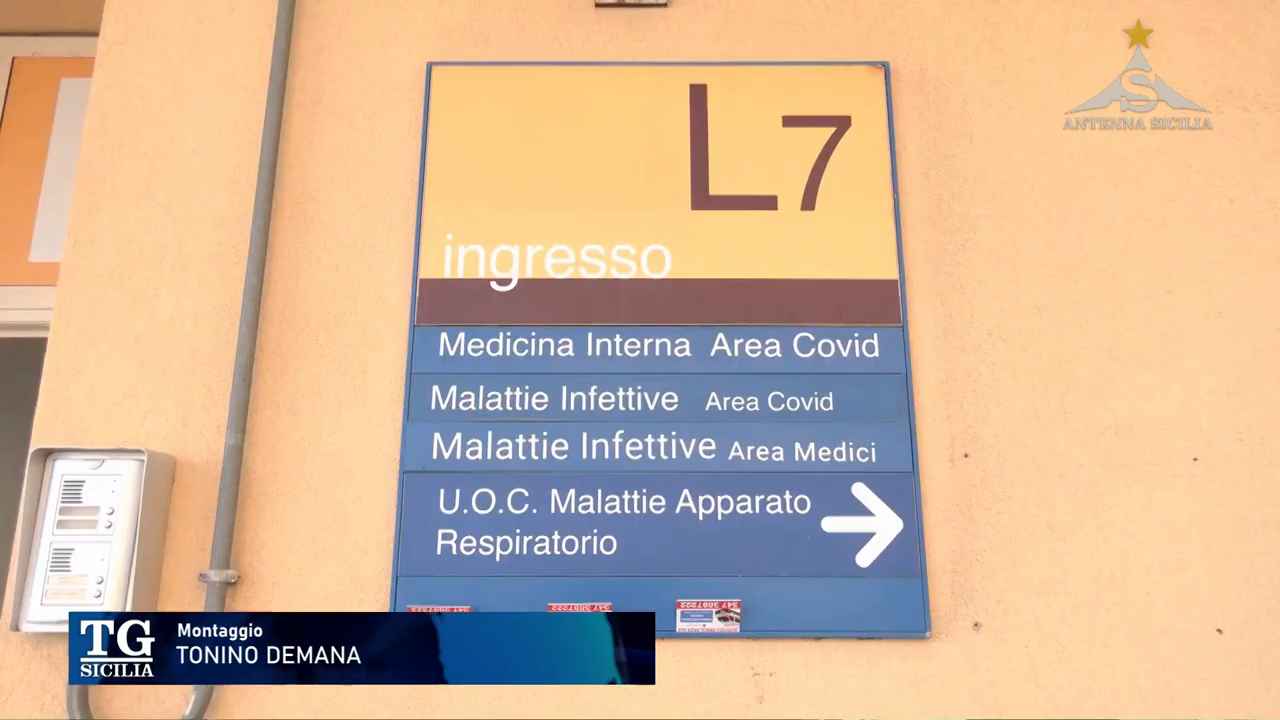 L7
ANTENNA SICILIA
ingresso
Medicina Interna Area Covid
Malattie Infettive Area Covid
Malattie Infettive Area Medici
U.O.C. Malattie Apparato
Respiratorio
TG
SICILIA
Montaggio
TONINO DEMANA